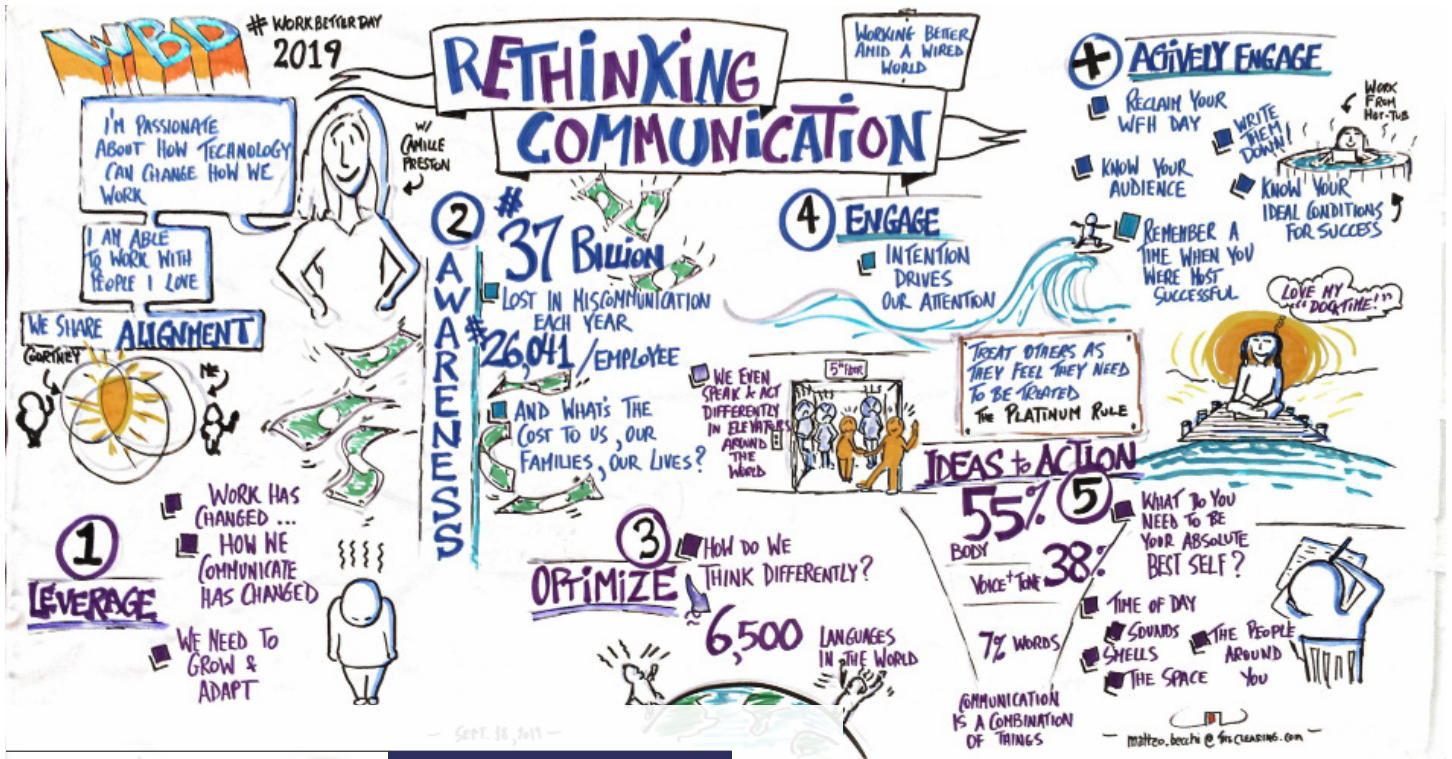 WBD
# WORK BETTER DAY
2019
RETHINKING
COMMUNICATION
WORKING BETTER
AMID A WIRED
WORLD
I'M PASSIONATE
ABOUT HOW TECHNOLOGY
CAN CHANGE HOW WE
WORK
W/
CAMILLE
PRESTON
I AM ABLE
TO WORK WITH
PEOPLE I LOVE
WE SHARE ALIGNMENT
COURTNEY
ME
1
LEVERAGE
WORK HAS
CHANGED ...
HOW WE
COMMUNICATE
HAS CHANGED
WE NEED TO
GROW &
ADAPT
2
AWARENESS
#
37 BILLION
LOST IN MISCOMMUNICATION
EACH YEAR
#
26,041 / EMPLOYEE
AND WHAT'S THE
COST TO US, OUR
FAMILIES, OUR LIVES?
3
OPTIMIZE
HOW DO WE
THINK DIFFERENTLY?
~6,500 LANGUAGES
IN THE WORLD
WE EVEN
SPEAK & ACT
DIFFERENTLY
IN ELEVATORS
AROUND
THE
WORLD
5TH FLOOR
4
ENGAGE
INTENTION
DRIVES
OUR ATTENTION
TREAT OTHERS AS
THEY FEEL THEY NEED
TO BE TREATED
THE PLATINUM RULE
+ ACTIVELY ENGAGE
RECLAIM YOUR
WFH DAY
WRITE
THEM
DOWN!
KNOW YOUR
AUDIENCE
KNOW YOUR
IDEAL CONDITIONS
FOR SUCCESS
WORK
FROM
HOT-TUB
REMEMBER A
TIME WHEN YOU
WERE MOST
SUCCESSFUL
LOVE MY
"DOCKTIME!"
IDEAS to ACTION
5
55%
BODY
VOICE + TONE 38%
7% WORDS
COMMUNICATION
IS A COMBINATION
OF THINGS
WHAT DO YOU
NEED TO BE
YOUR ABSOLUTE
BEST SELF?
TIME OF DAY
SOUNDS
SMELLS
THE SPACE
THE PEOPLE
AROUND
YOU
- SEPT. 18, 2019 -
- matteo.becchi @ THECLEARING.com -